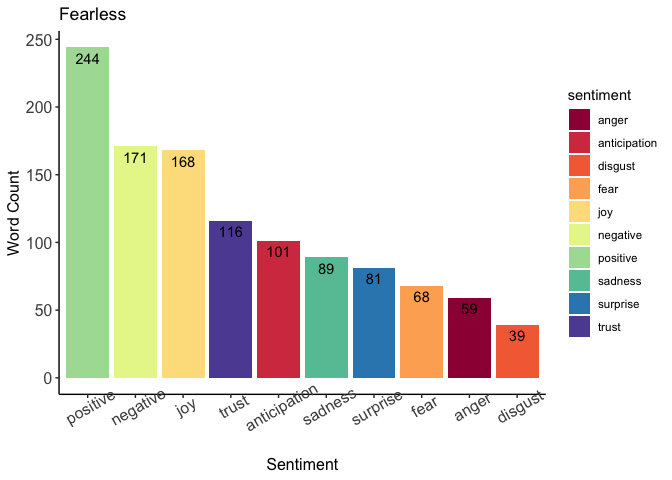 Fearless
250
200
150
100
50
0
Word Count
244
171
168
116
101
89
81
68
59
39
positive
negative
joy
trust
anticipation
sadness
surprise
fear
anger
disgust
Sentiment
sentiment
anger
anticipation
disgust
fear
joy
negative
positive
sadness
surprise
trust